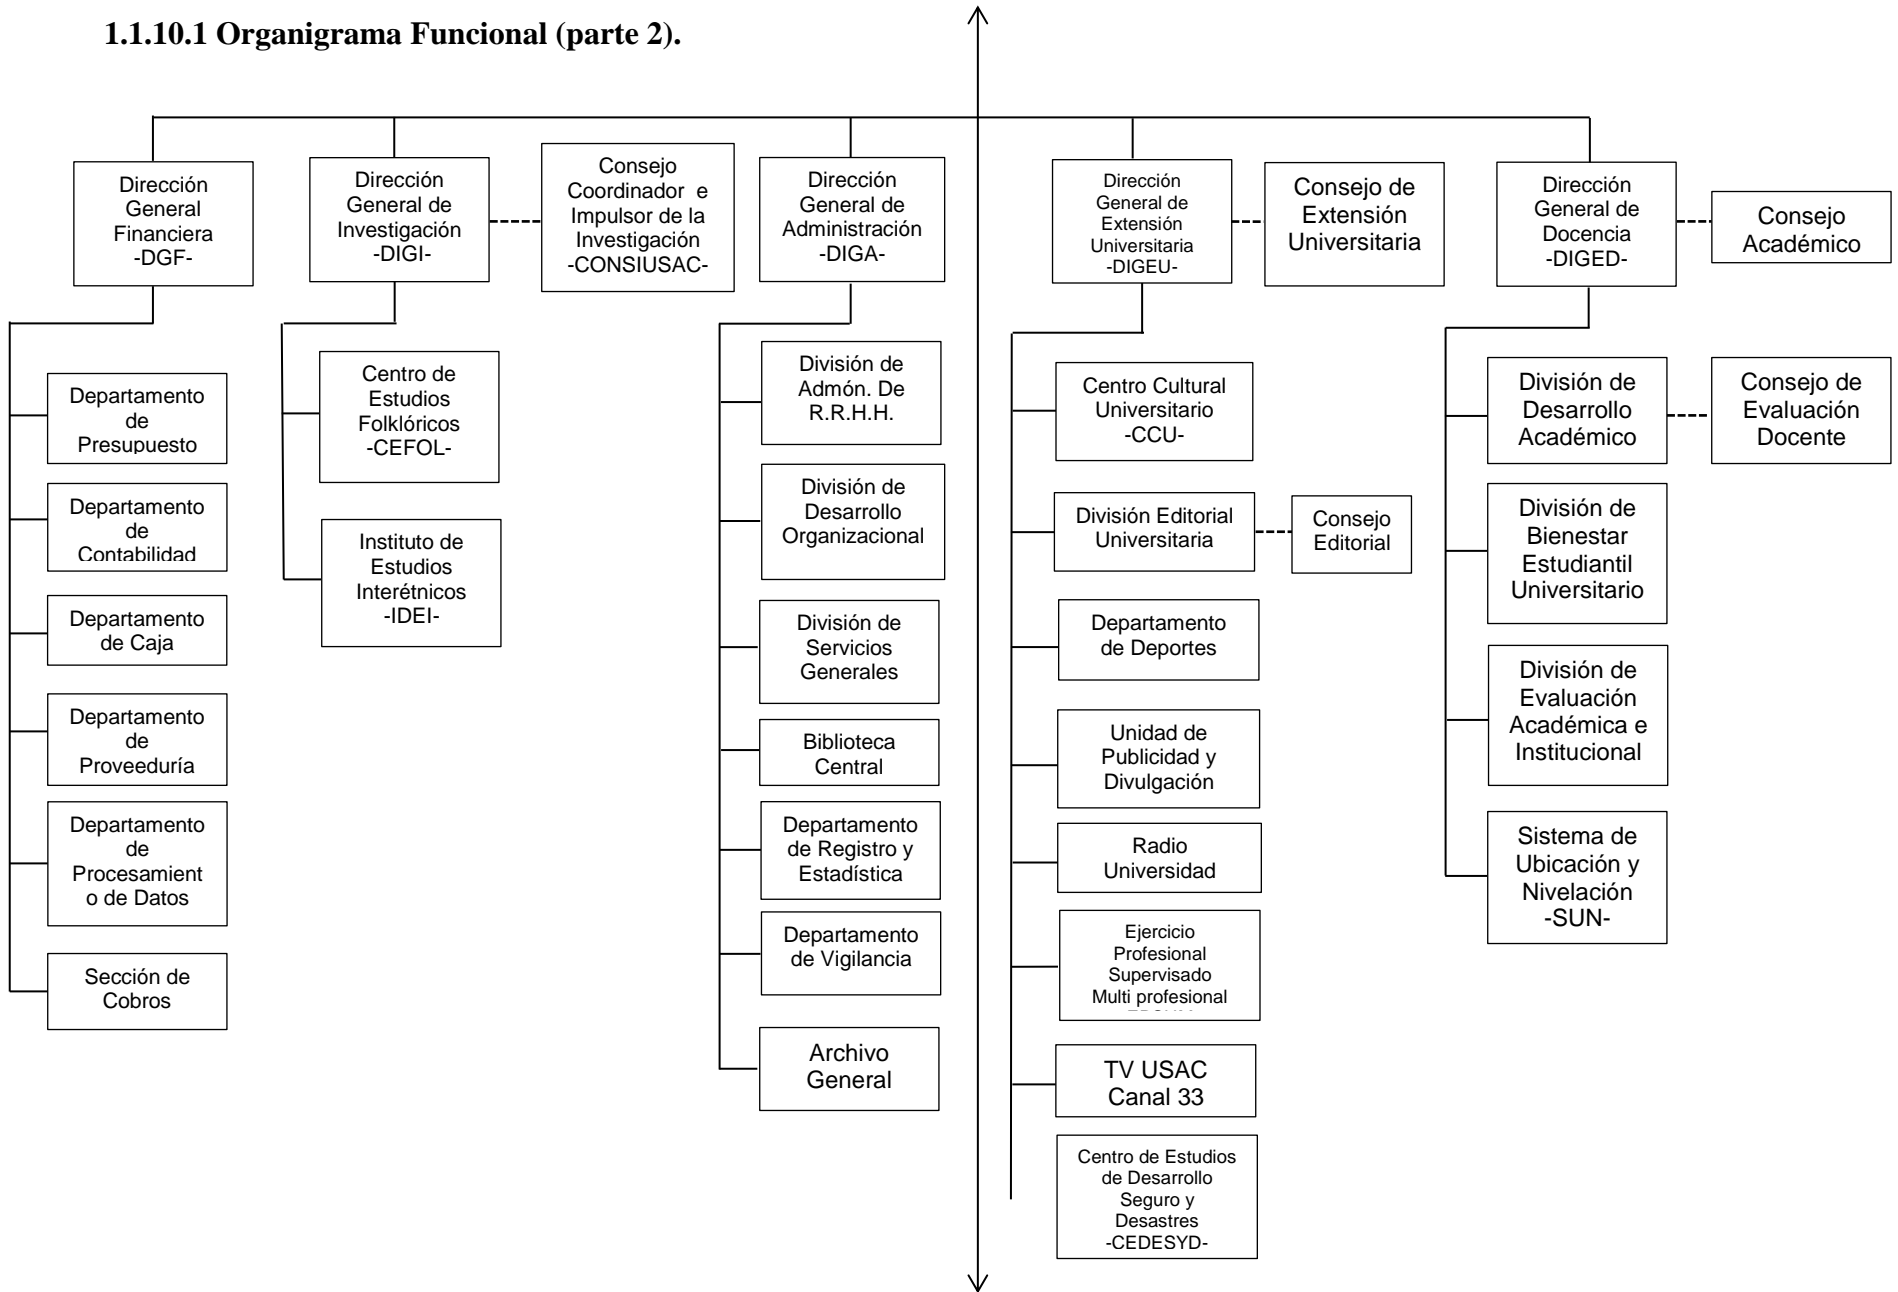 1.1.10.1 Organigrama Funcional (parte 2).
Dirección
General
Financiera
-DGF-
Dirección
General de
Investigación
-DIGI-
Consejo
Coordinador e
Impulsor de la
Investigación
-CONSIUSAC-
Dirección
General de
Administración
-DIGA-
Dirección
General de
Extensión
Universitaria
-DIGEU-
Consejo de
Extensión
Universitaria
Dirección
General de
Docencia
-DIGED-
Consejo
Académico
Departamento
de
Presupuesto
Departamento
de
Contabilidad
Departamento
de Caja
Departamento
de
Proveeduría
Departamento
de
Procesamient
o de Datos
Sección de
Cobros
Centro de
Estudios
Folklóricos
-CEFOL-
Instituto de
Estudios
Interétnicos
-IDEI-
División de
Admón. De
R.R.H.H.
División de
Desarrollo
Organizacional
División de
Servicios
Generales
Biblioteca
Central
Departamento
de Registro y
Estadística
Departamento
de Vigilancia
Archivo
General
Centro Cultural
Universitario
-CCU-
División Editorial
Universitaria
Consejo
Editorial
Departamento
de Deportes
Unidad de
Publicidad y
Divulgación
Radio
Universidad
Ejercicio
Profesional
Supervisado
Multi profesional
TV USAC
Canal 33
Centro de Estudios
de Desarrollo
Seguro y
Desastres
-CEDESYD-
División de
Desarrollo
Académico
Consejo de
Evaluación
Docente
División de
Bienestar
Estudiantil
Universitario
División de
Evaluación
Académica e
Institucional
Sistema de
Ubicación y
Nivelación
-SUN-